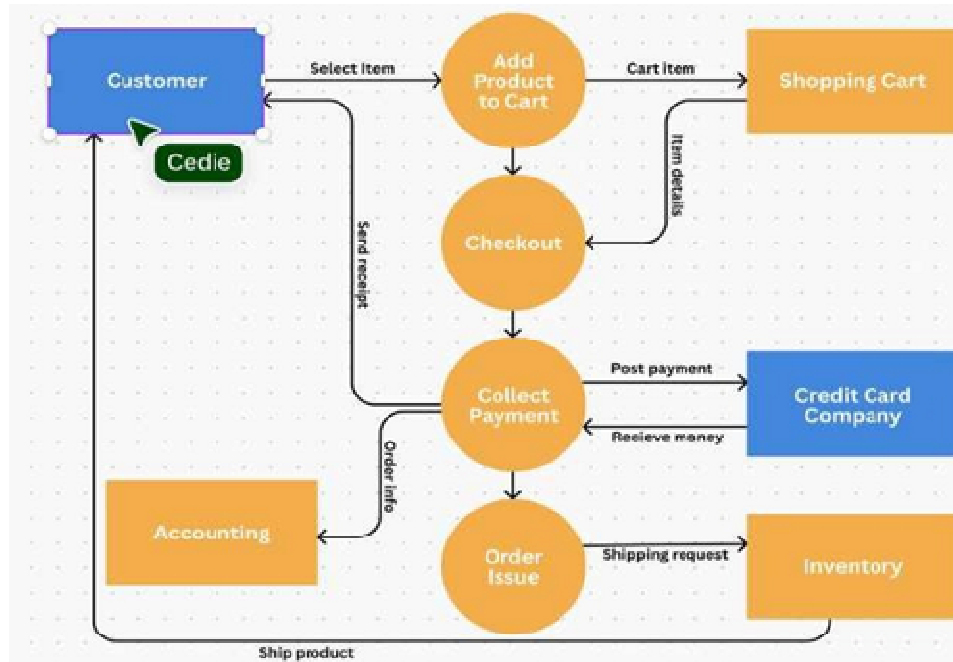 Customer
Select Item
Add
Product
to Cart
Cart item
Shopping Cart
Cedie
Item details
Checkout
Send receipt
Collect
Payment
Post payment
Recieve money
Credit Card
Company
Order info
Accounting
Order
Issue
Shipping request
Inventory
Ship product